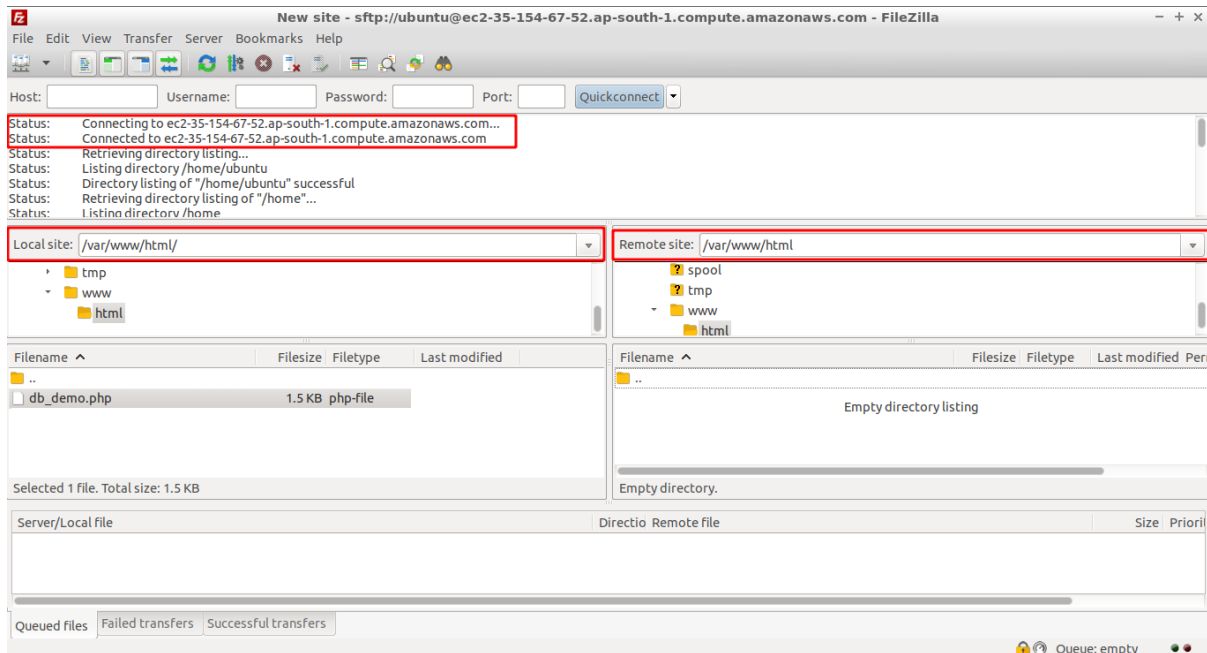 New site - sftp://ubuntu@ec2-35-154-67-52.ap-south-1.compute.amazonaws.com - FileZilla
File Edit View Transfer Server Bookmarks Help
Host: Username: Password: Port: Quickconnect
Status: Connecting to ec2-35-154-67-52.ap-south-1.compute.amazonaws.com...
Status: Connected to ec2-35-154-67-52.ap-south-1.compute.amazonaws.com
Status: Retrieving directory listing...
Status: Listing directory /home/ubuntu
Status: Directory listing of "/home/ubuntu" successful
Status: Retrieving directory listing of "/home"...
Status: Listing directory /home
Local site: /var/www/html/
tmp
www
html
Filename Filesize Filetype Last modified
..
db_demo.php 1.5 KB php-file
Selected 1 file. Total size: 1.5 KB
Remote site: /var/www/html
? spool
? tmp
www
html
Filename Filesize Filetype Last modified Per
..
Empty directory listing
Empty directory.
Server/Local file Directio Remote file Size Priorit
Queued files Failed transfers Successful transfers
Queue: empty